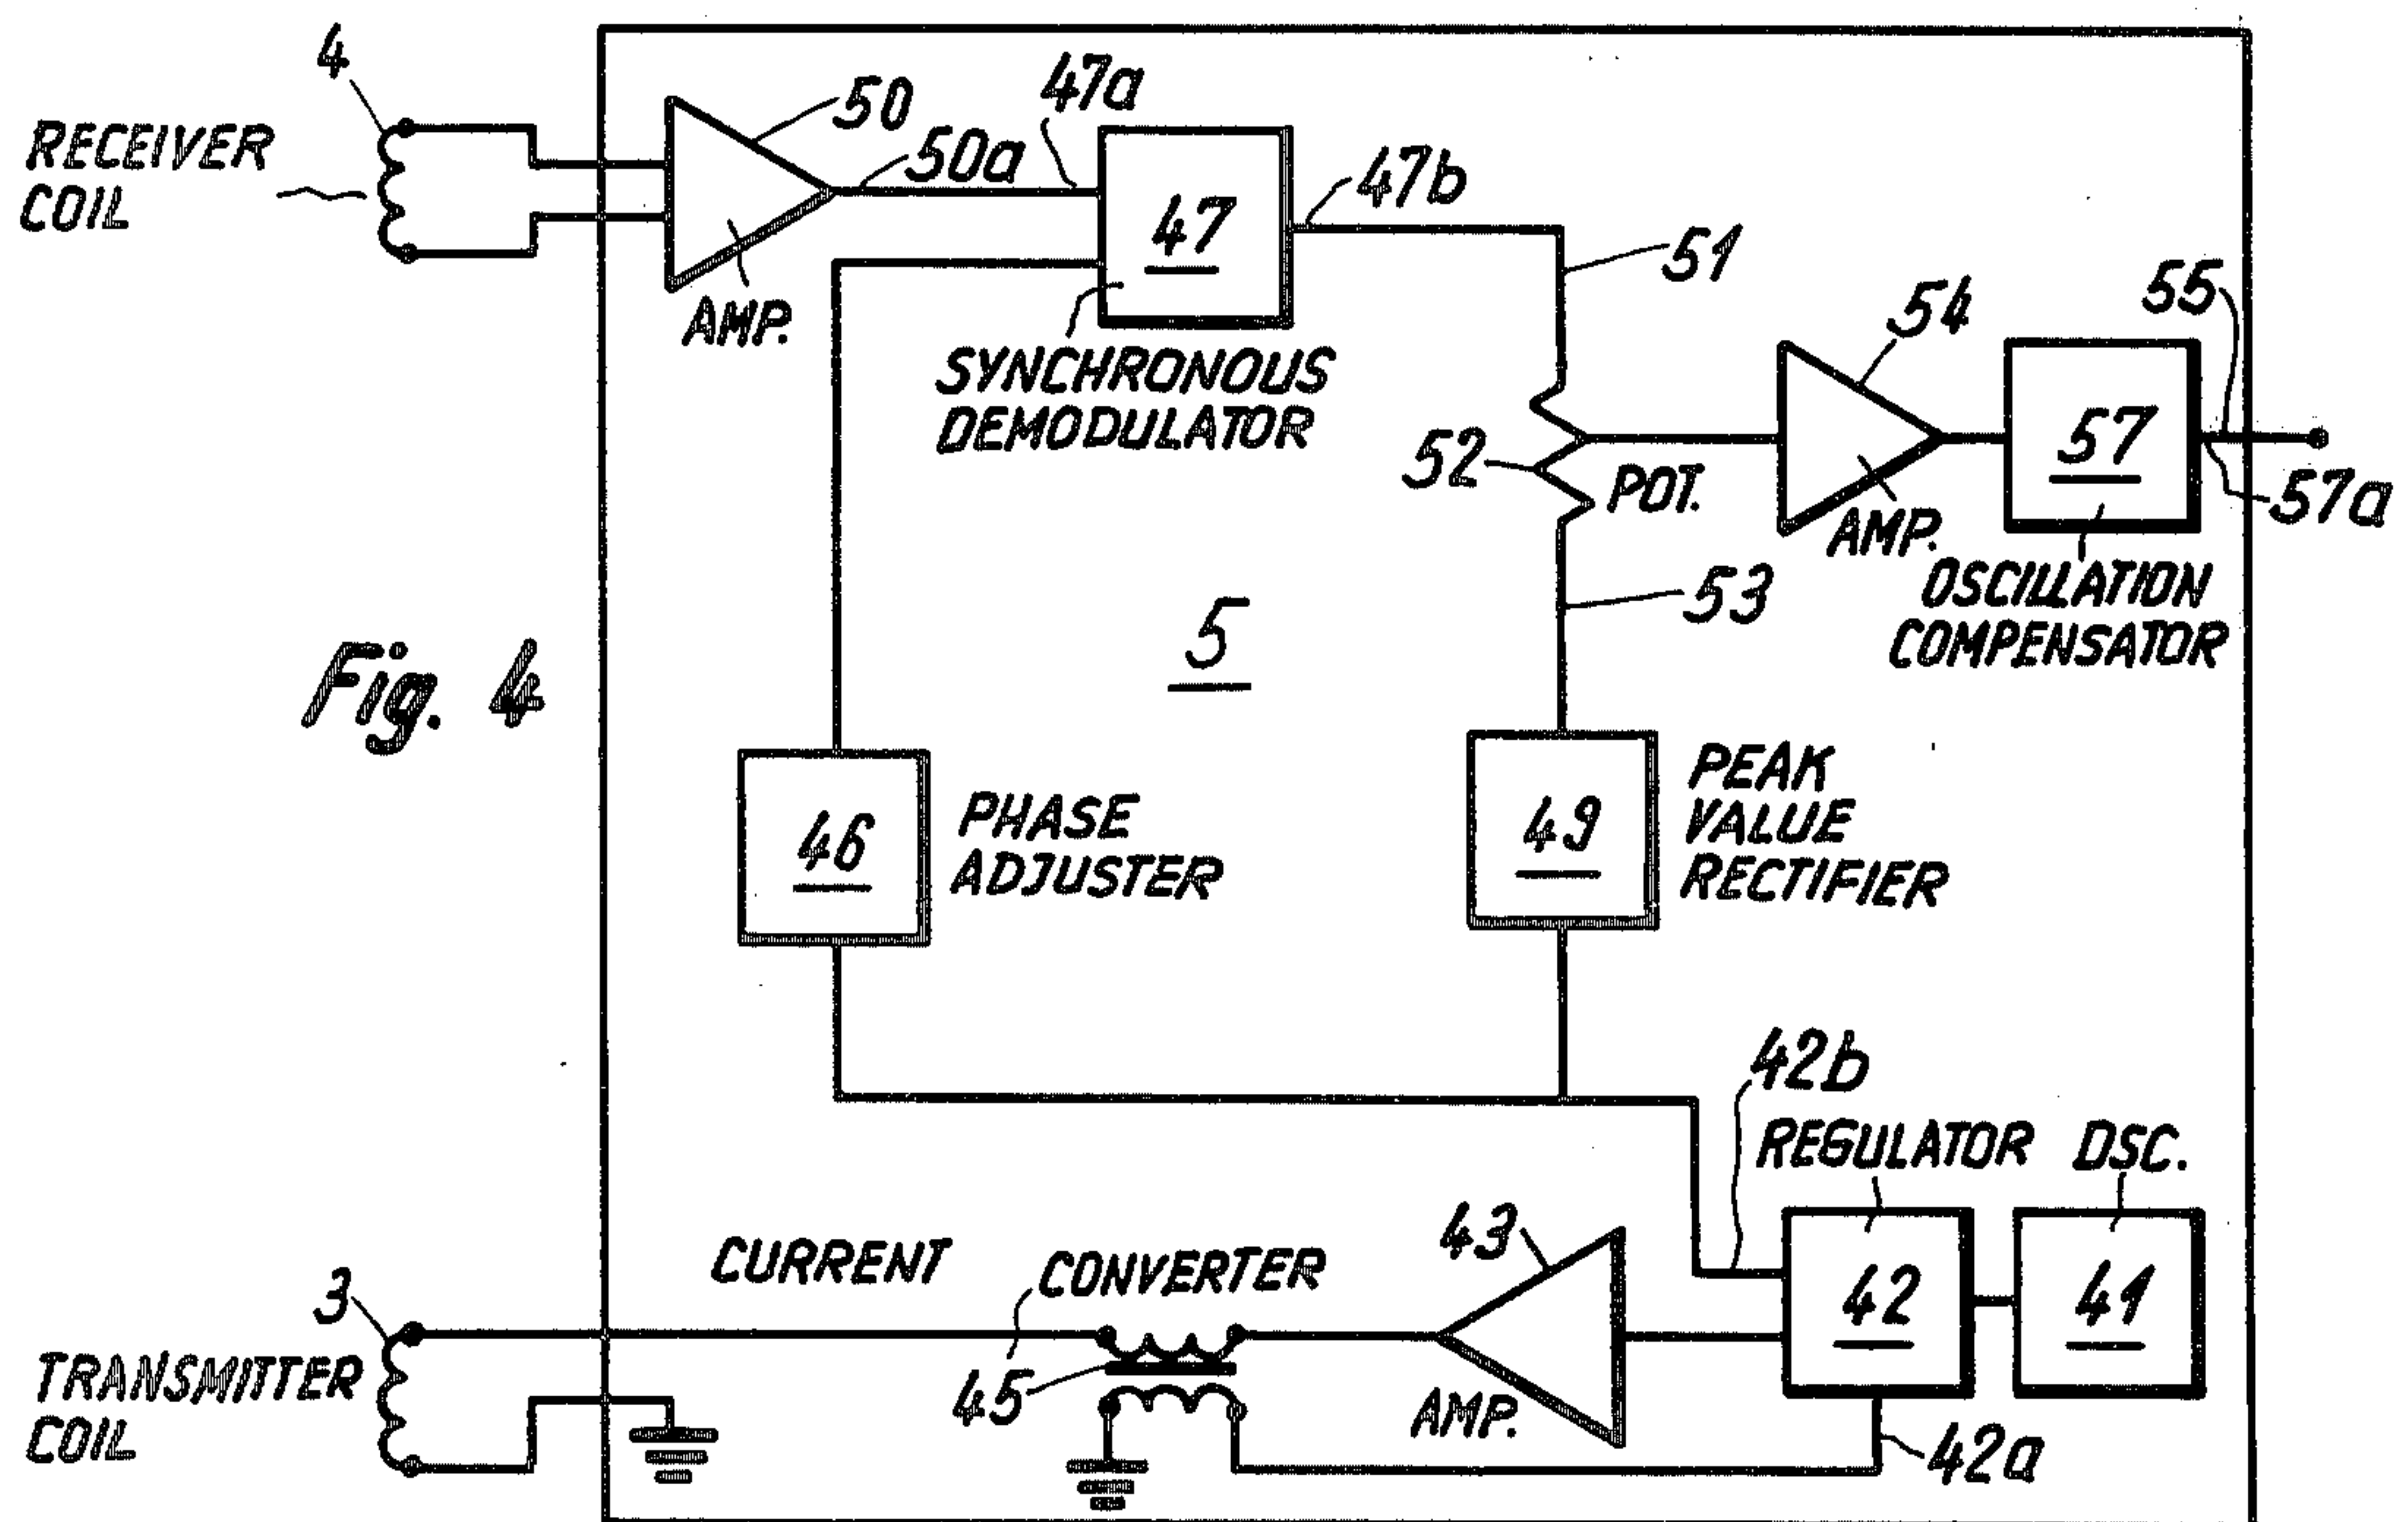 4
RECEIVER
COIL
50
AMP.
50a
47a
47
47b
SYNCHRONOUS
DEMODULATOR
51
52
POT.
53
54
AMP.
57
55
57a
OSCILLATION
COMPENSATOR
Fig. 4
5
46
PHASE
ADJUSTER
49
PEAK
VALUE
RECTIFIER
42b
REGULATOR
OSC.
42
41
42a
43
AMP.
CURRENT CONVERTER
45
3
TRANSMITTER
COIL